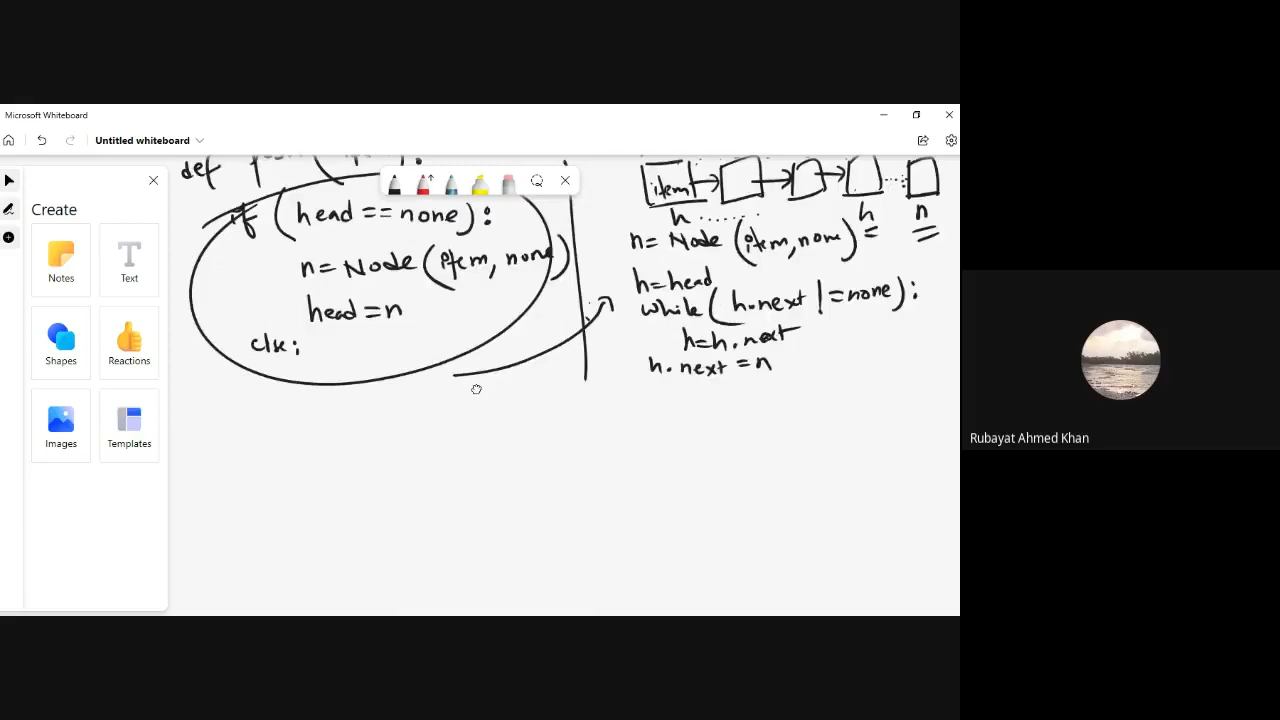 Microsoft Whiteboard
Untitled whiteboard
Create
Notes
Text
Shapes
Reactions
Images
Templates
def
if (head == none):
n = Node (item, none)
head = n
else:
item
h
h
n
n = Node (item, none)
h = head
while (h.next != none):
h = h.next
h.next = n
Rubayat Ahmed Khan